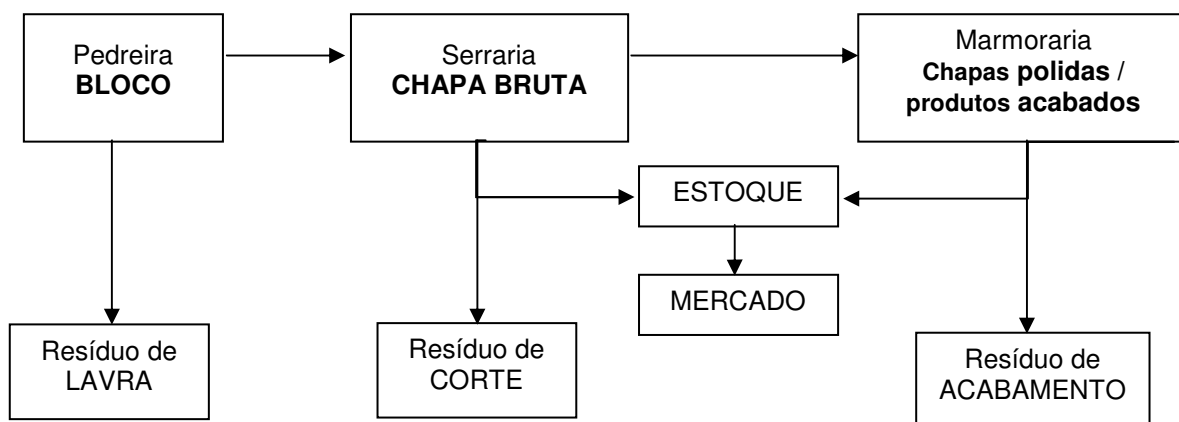 Pedreira
BLOCO
Serraria
CHAPA BRUTA
Marmoraria
Chapas polidas /
produtos acabados
ESTOQUE
MERCADO
Resíduo de
LAVRA
Resíduo de
CORTE
Resíduo de
ACABAMENTO